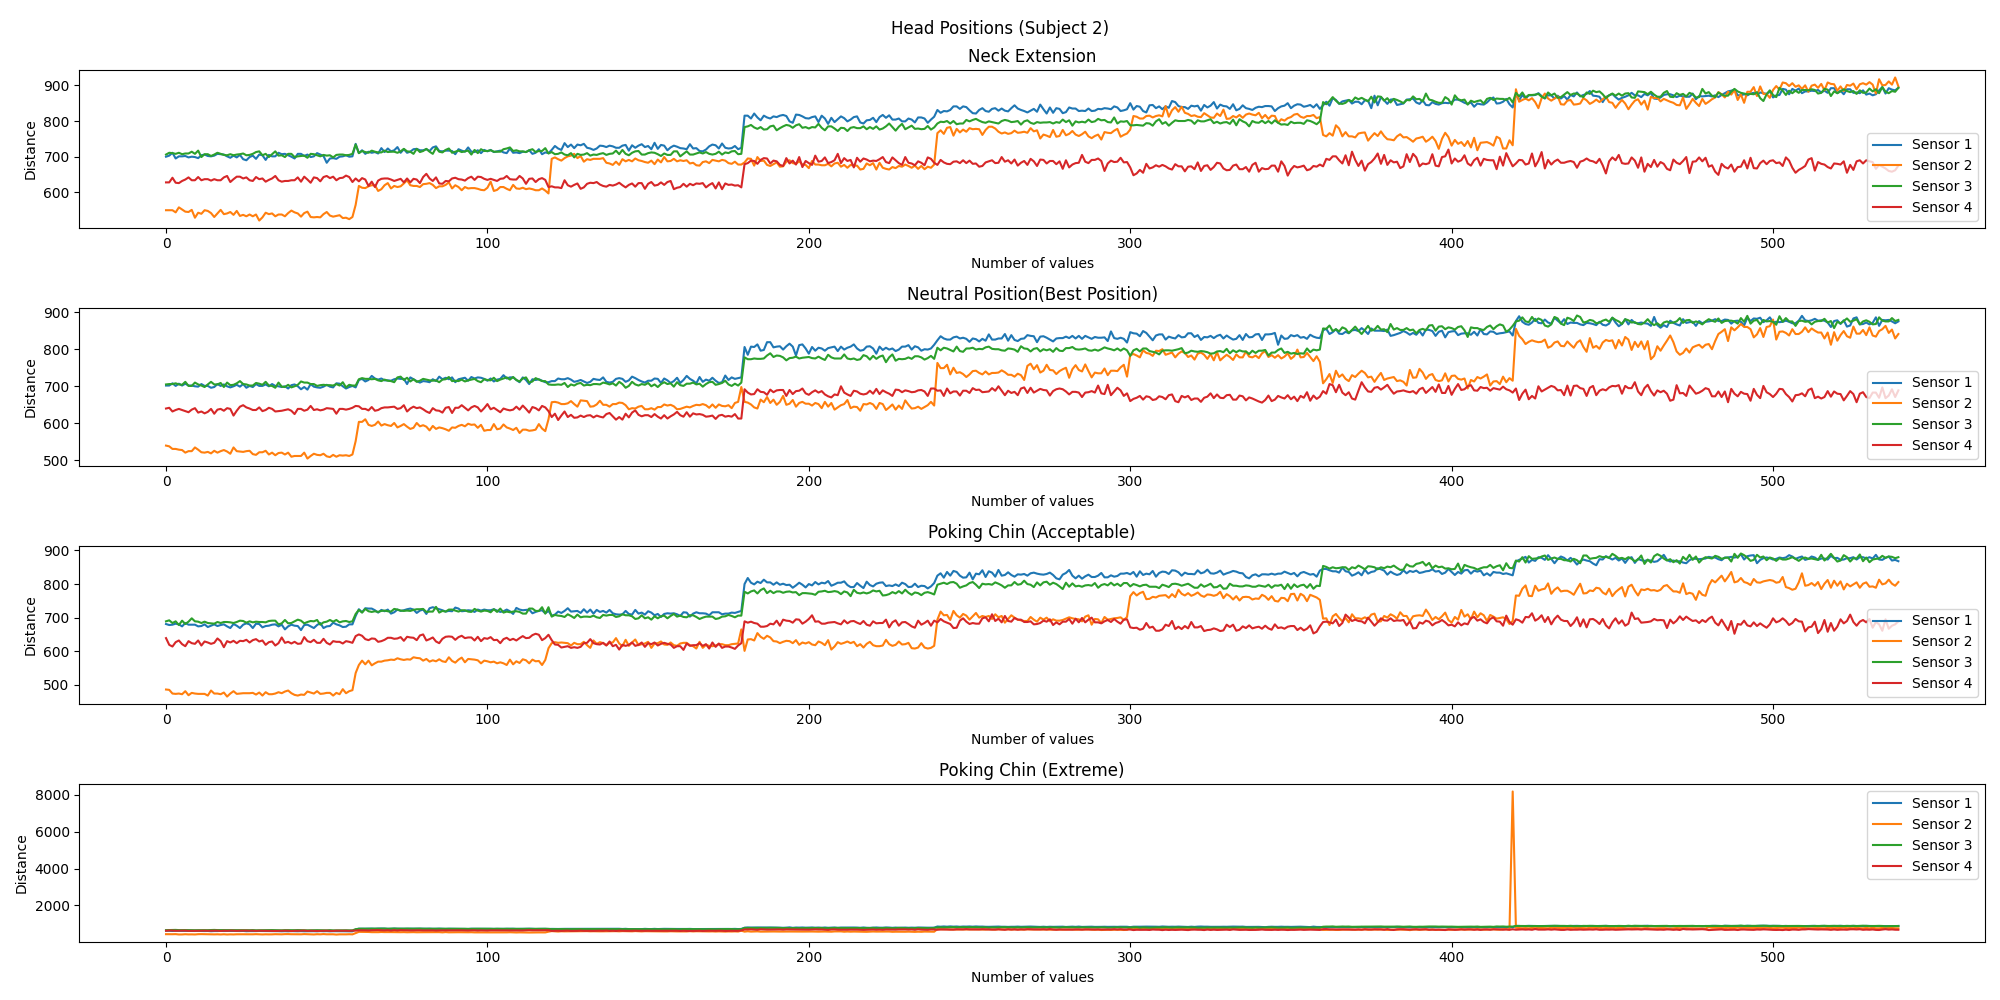 Head Positions (Subject 2)
Neck Extension
900
800
700
600
Distance
Sensor 1
Sensor 2
Sensor 3
Sensor 4
0 100 200 300 400 500
Number of values
Neutral Position(Best Position)
900
800
700
600
500
Distance
Sensor 1
Sensor 2
Sensor 3
Sensor 4
0 100 200 300 400 500
Number of values
Poking Chin (Acceptable)
900
800
700
600
500
Distance
Sensor 1
Sensor 2
Sensor 3
Sensor 4
0 100 200 300 400 500
Number of values
Poking Chin (Extreme)
8000
6000
4000
2000
Distance
Sensor 1
Sensor 2
Sensor 3
Sensor 4
0 100 200 300 400 500
Number of values